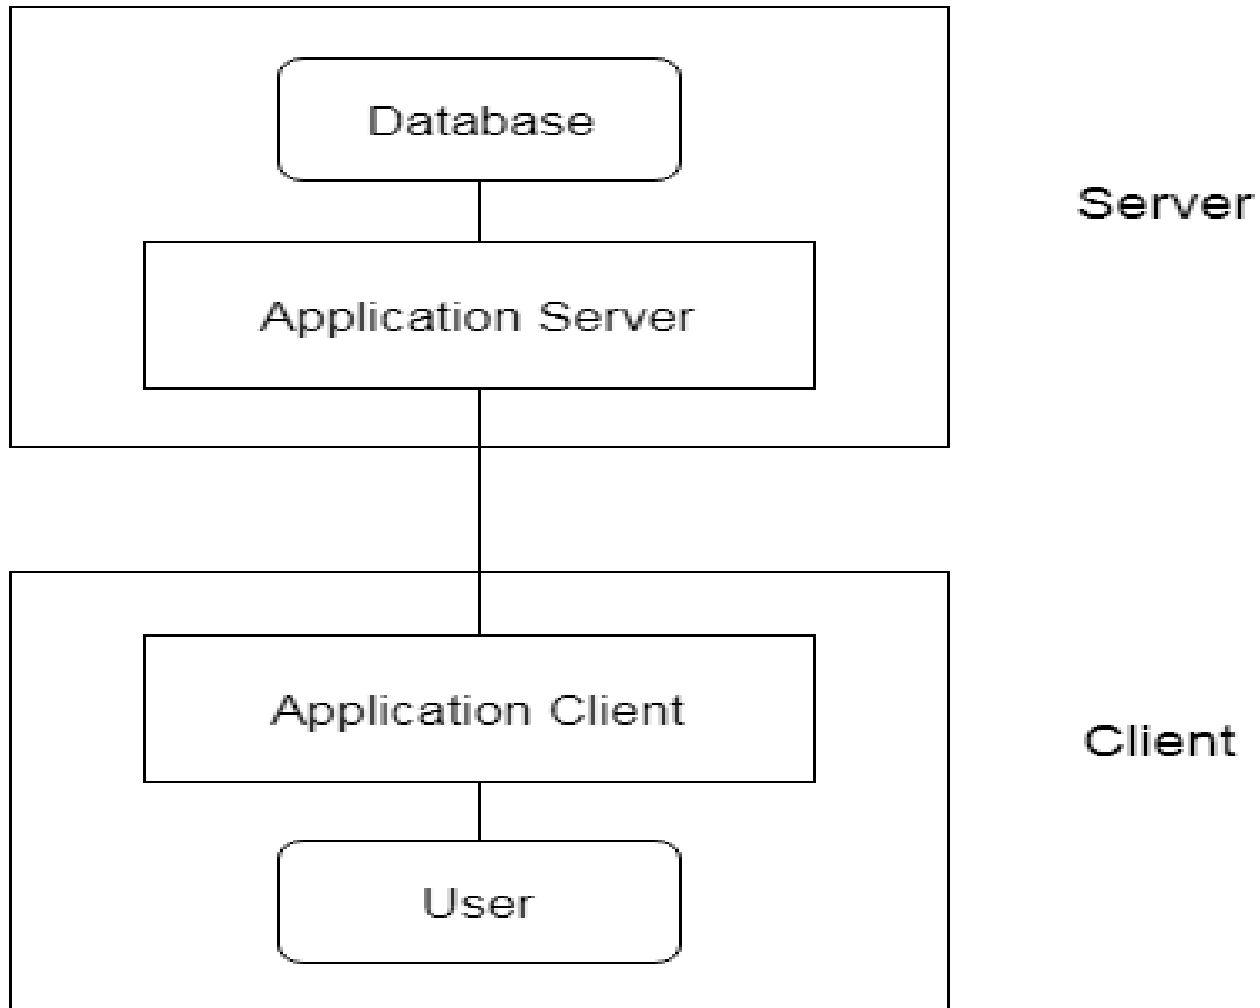 Database
Server
Application Server
Application Client
Client
User